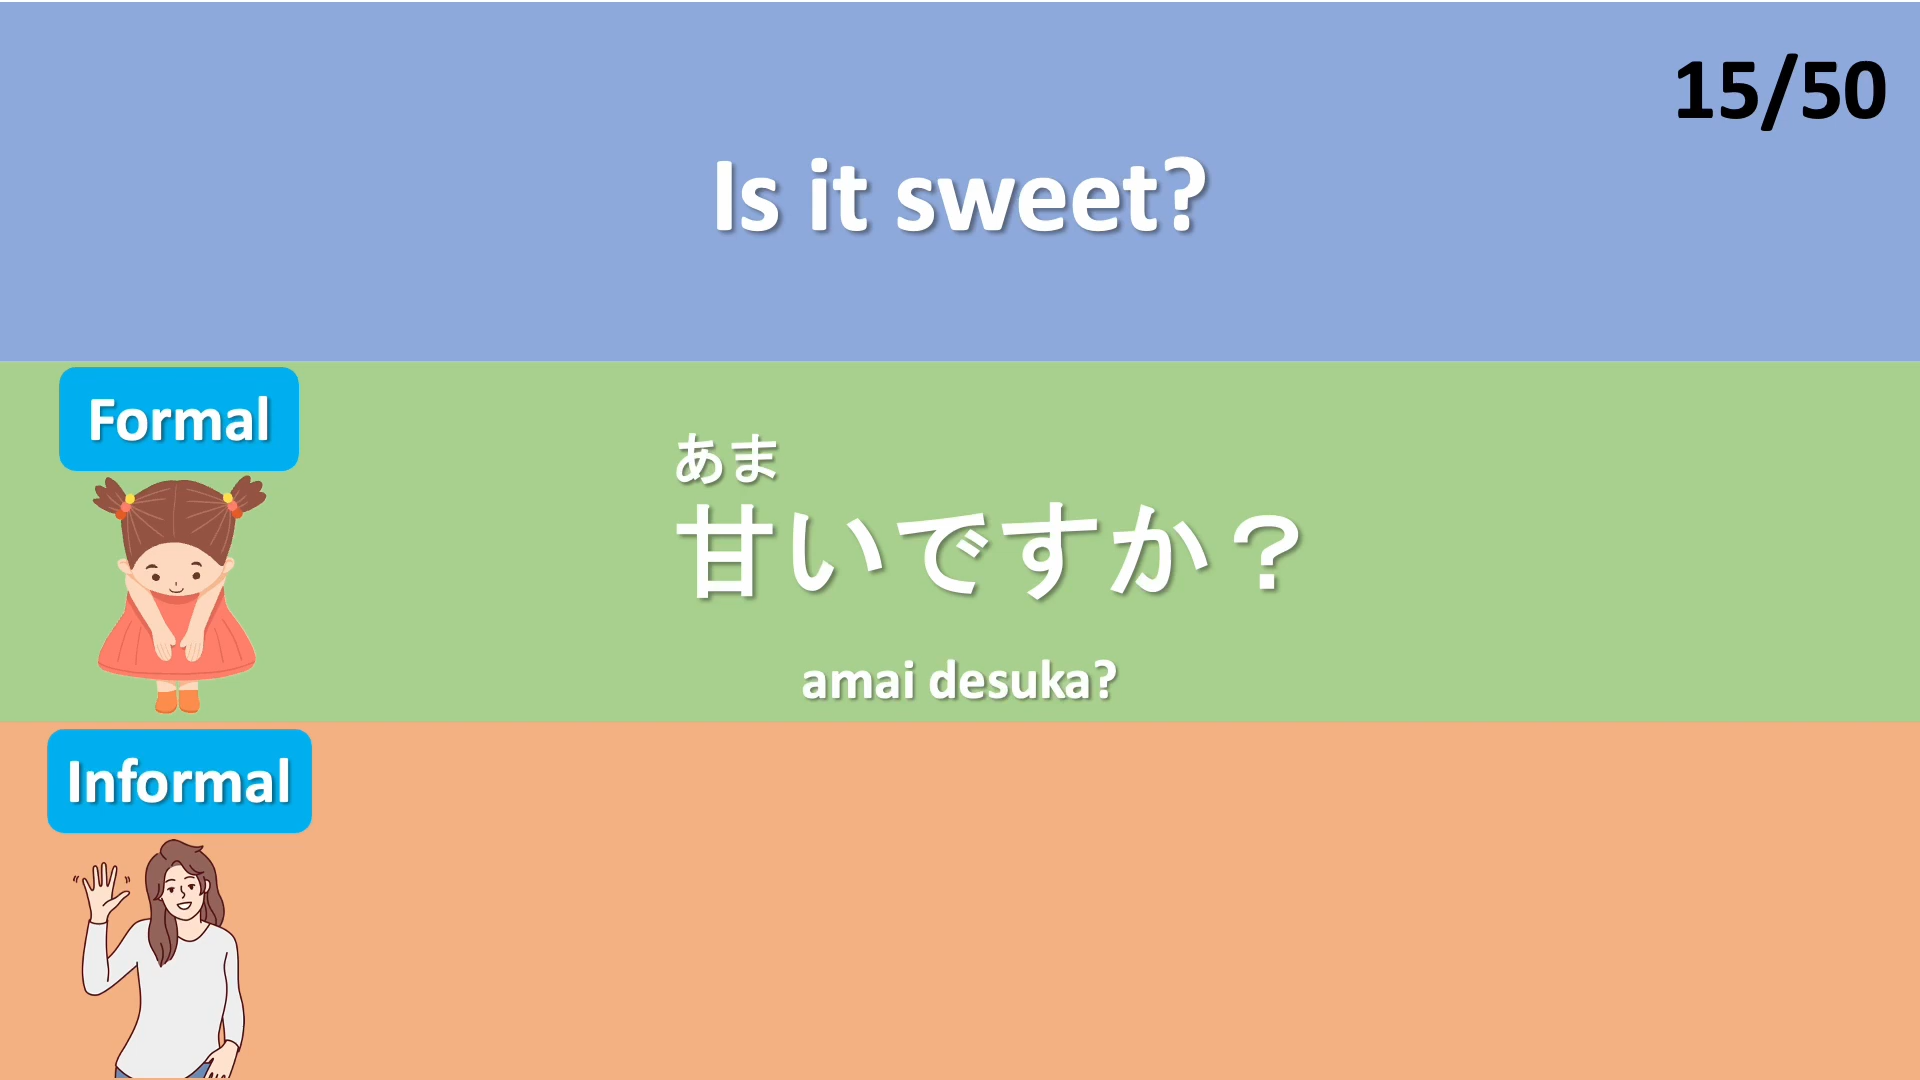 15/50
Is it sweet?
Formal
あま
甘いですか？
amai desuka?
Informal